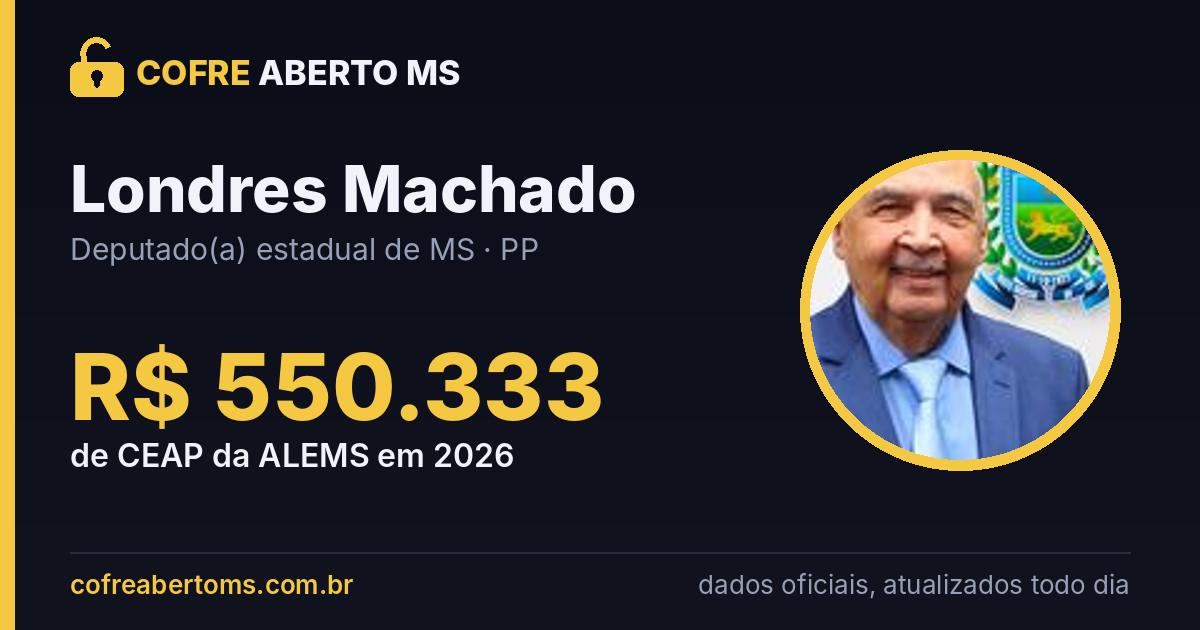 COFRE ABERTO MS
Londres Machado
Deputado(a) estadual de MS · PP
R$ 550.333
de CEAP da ALEMS em 2026
cofreabertoms.com.br
dados oficiais, atualizados todo dia